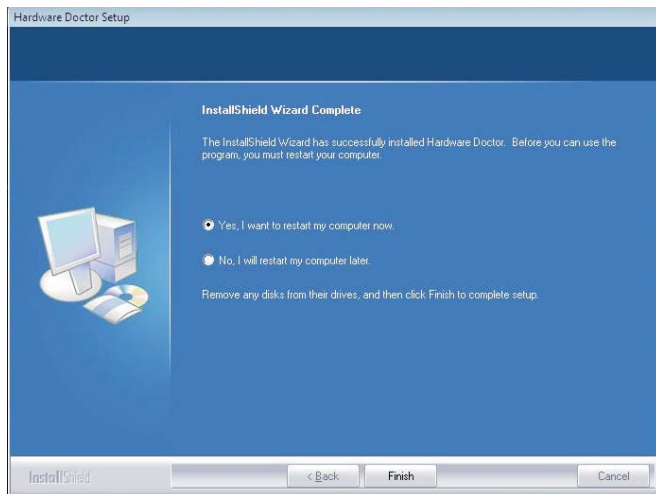 Hardware Doctor Setup
InstallShield Wizard Complete
The InstallShield Wizard has successfully installed Hardware Doctor. Before you can use the
program, you must restart your computer.
Yes, I want to restart my computer now.
No, I will restart my computer later.
Remove any disks from their drives, and then click Finish to complete setup.
InstallShield
< Back
Finish
Cancel